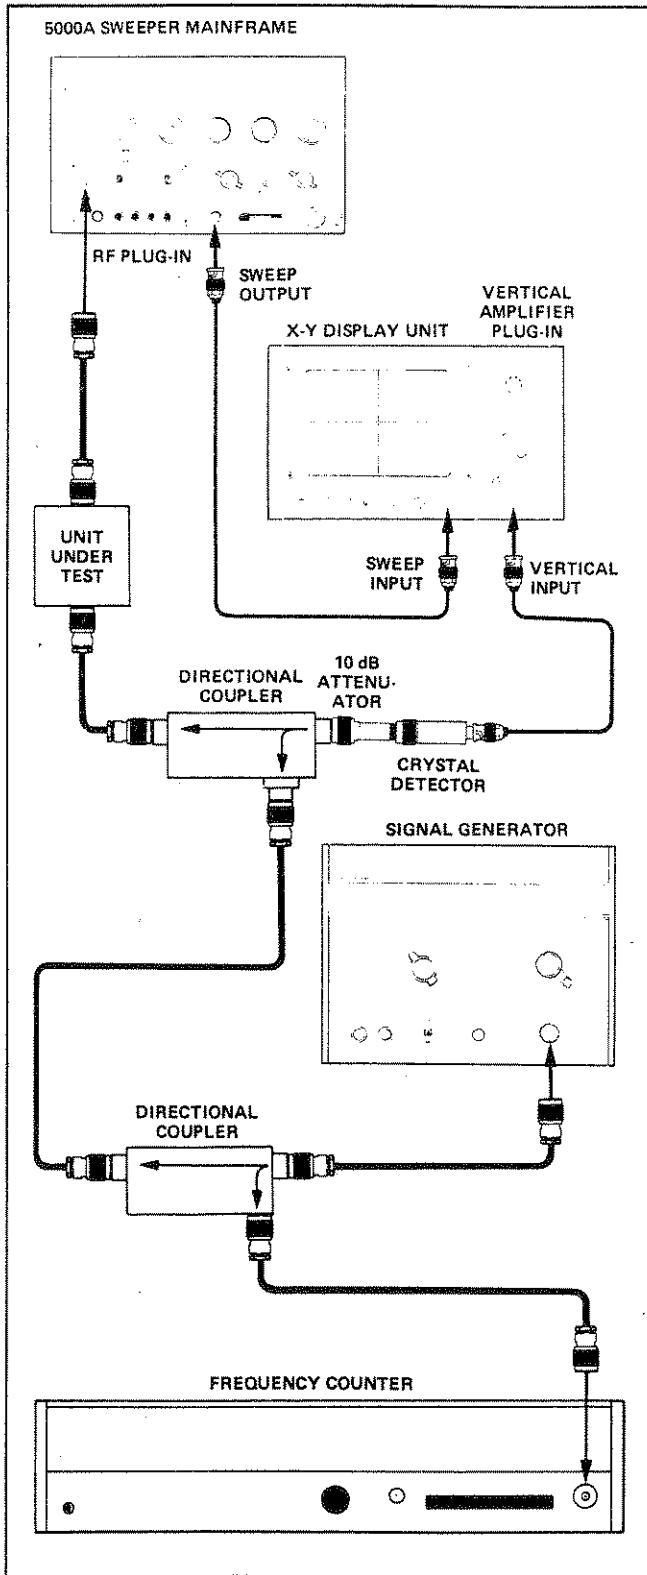 5000A SWEEPER MAINFRAME
RF PLUG-IN
SWEEP
OUTPUT
X-Y DISPLAY UNIT
VERTICAL
AMPLIFIER
PLUG-IN
UNIT
UNDER
TEST
SWEEP
INPUT
VERTICAL
INPUT
DIRECTIONAL
COUPLER
10 dB
ATTENU-
ATOR
CRYSTAL
DETECTOR
SIGNAL GENERATOR
DIRECTIONAL
COUPLER
FREQUENCY COUNTER